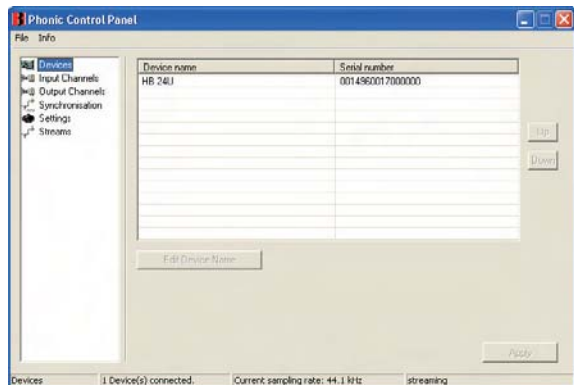 Phonic Control Panel
File Info
Devices
Input Channels
Output Channels
Synchronisation
Settings
Streams
Device name Serial number
HB 24U 0014960017000000
Up
Down
Edit Device Name
Apply
Devices 1 Device(s) connected. Current sampling rate: 44.1 kHz streaming